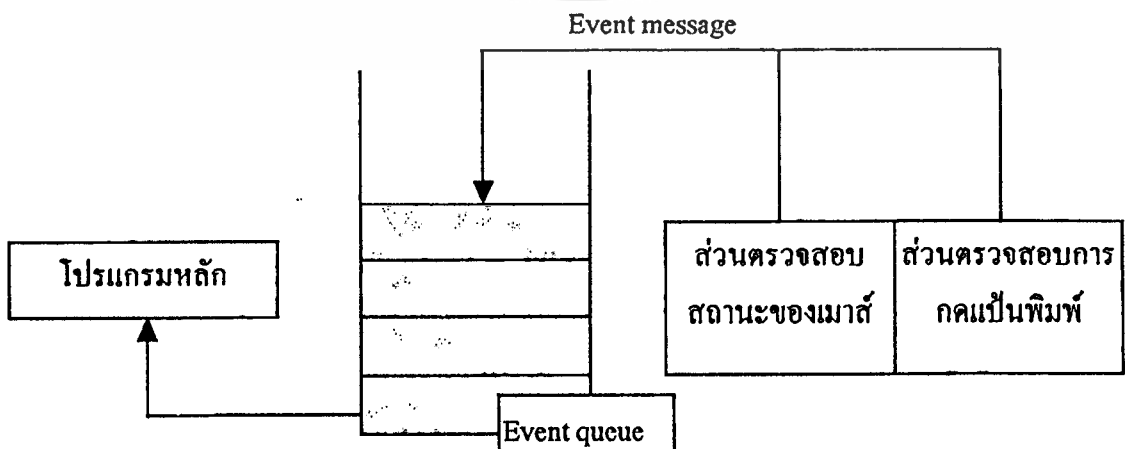 Event message
โปรแกรมหลัก
ส่วนตรวจสอบ
สถานะของเมาส์
ส่วนตรวจสอบการ
กดแป้นพิมพ์
Event queue